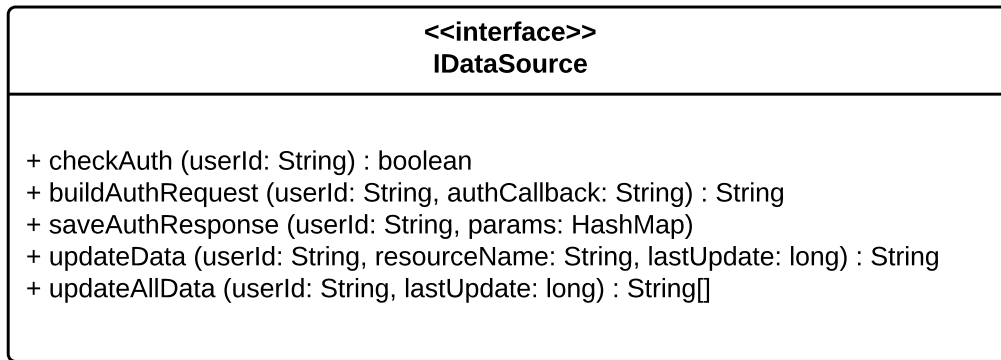 <<interface>>
IDataSource
+ checkAuth (userId: String) : boolean
+ buildAuthRequest (userId: String, authCallback: String) : String
+ saveAuthResponse (userId: String, params: HashMap)
+ updateData (userId: String, resourceName: String, lastUpdate: long) : String
+ updateAllData (userId: String, lastUpdate: long) : String[]